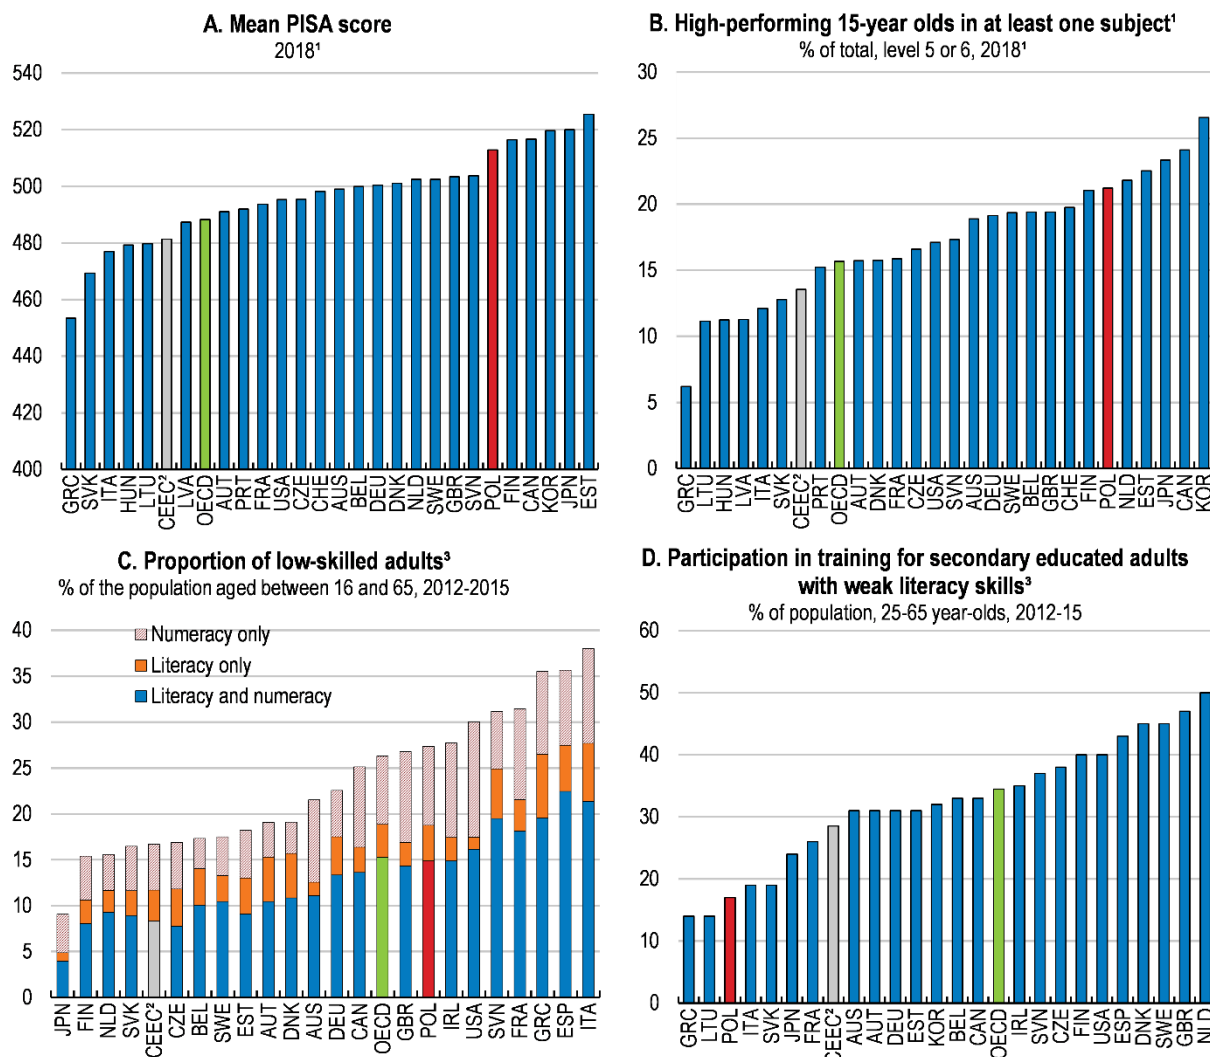 A. Mean PISA score
2018¹
540
520
500
480
460
440
420
400
GRC SVK ITA HUN LTU CEEC² LVA OECD AUT PRT FRA USA CZE CHE AUS BEL DEU DNK NLD SWE GBR SVN POL FIN CAN KOR JPN EST
B. High-performing 15-year olds in at least one subject¹
% of total, level 5 or 6, 2018¹
30
25
20
15
10
5
0
GRC LTU HUN LVA ITA SVK CEEC² PRT OECD AUT DNK FRA CZE USA SVN AUS DEU SWE BEL GBR CHE FIN POL NLD EST JPN CAN KOR
C. Proportion of low-skilled adults³
% of the population aged between 16 and 65, 2012-2015
40
35
30
25
20
15
10
5
0
Numeracy only
Literacy only
Literacy and numeracy
JPN FIN NLD SVK CEEC² CZE BEL SWE EST AUT DNK AUS DEU CAN OECD GBR POL IRL USA SVN FRA GRC ESP ITA
D. Participation in training for secondary educated adults
with weak literacy skills³
% of population, 25-65 year-olds, 2012-15
60
50
40
30
20
10
0
GRC LTU POL ITA SVK JPN FRA CEEC² AUS AUT DEU EST KOR BEL CAN OECD IRL SVN CZE FIN USA ESP DNK SWE GBR NLD